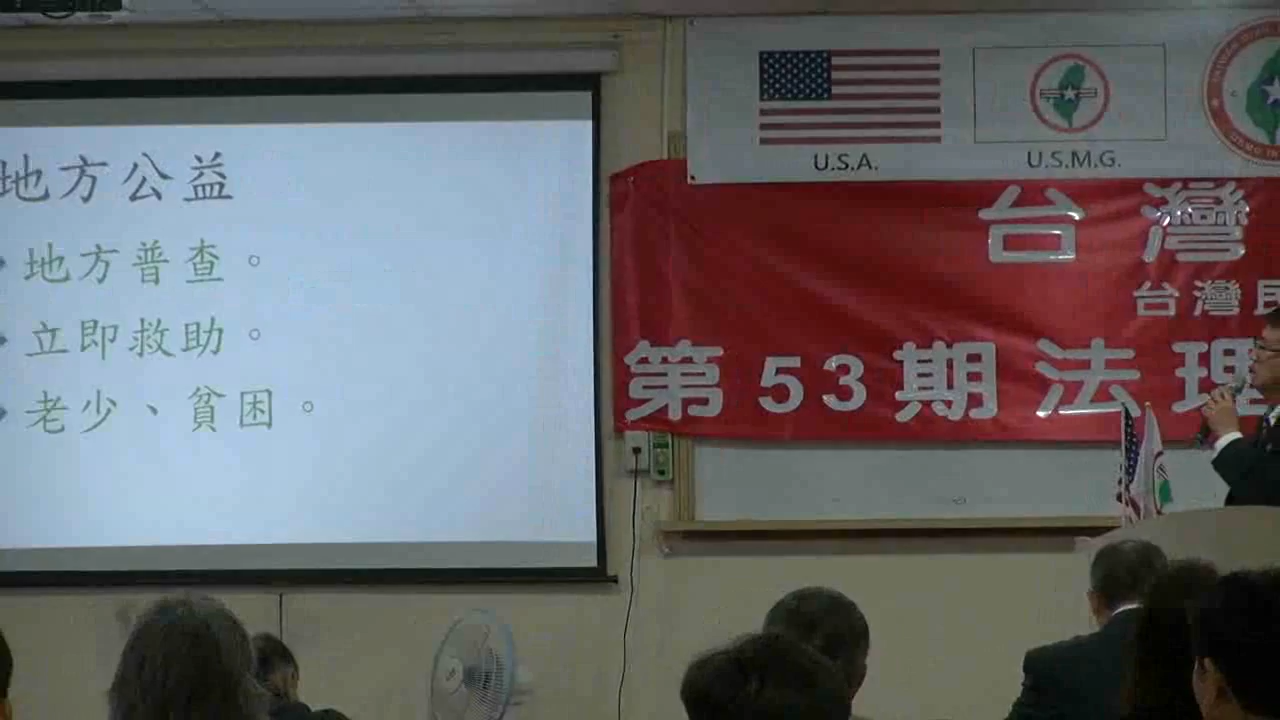 地方公益
地方普查。
立即救助。
老少、貧困。
U.S.A.
U.S.M.G.
台灣
台灣民
第53期法理